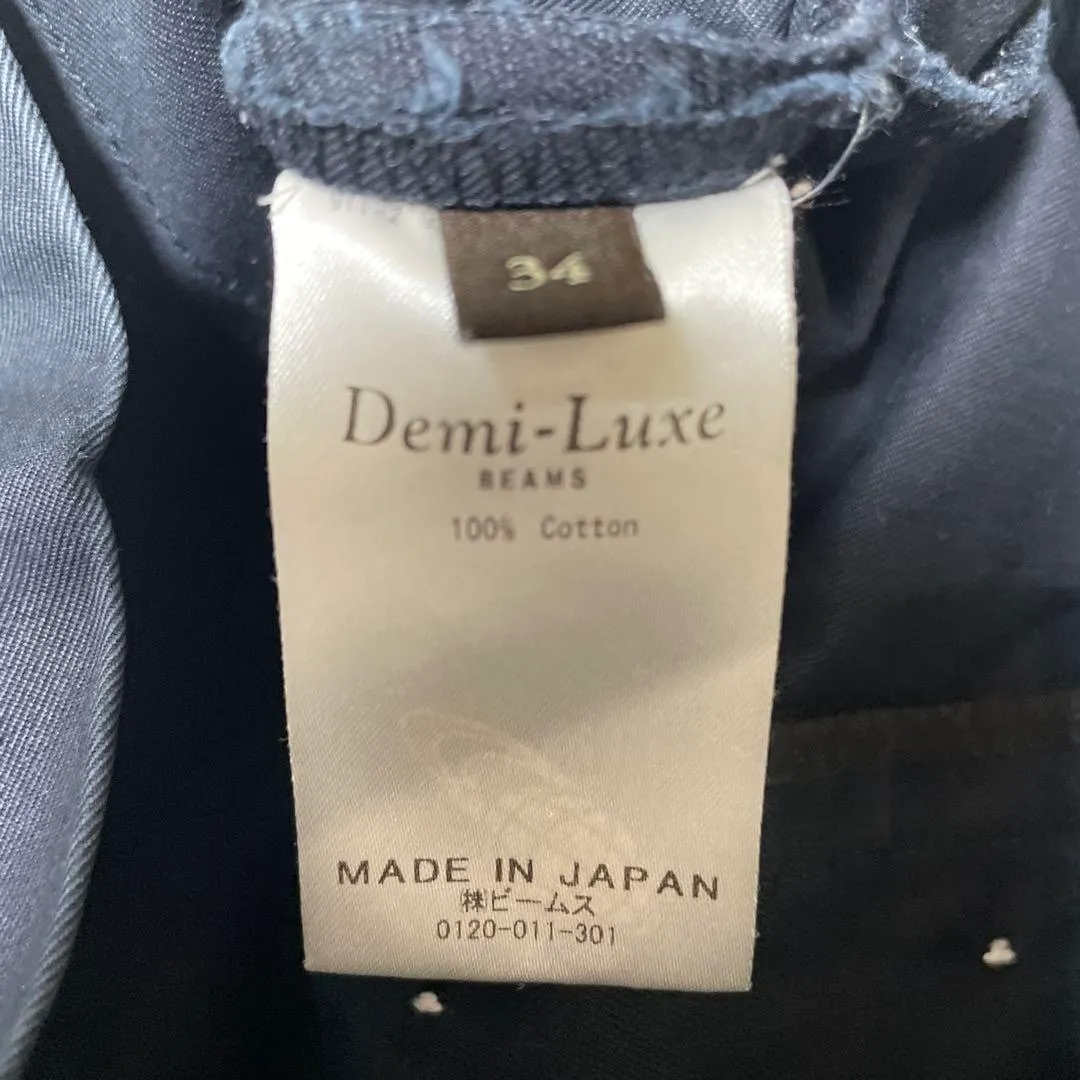 34
Demi-Luxe
BEAMS
100% Cotton
MADE IN JAPAN
㈱ビームス
0120-011-301